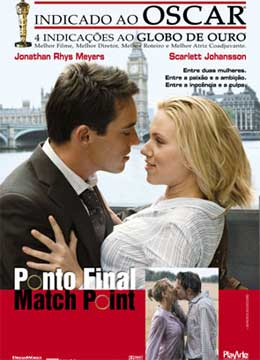 INDICADO AO OSCAR
4 INDICAÇÕES AO GLOBO DE OURO
Melhor Filme, Melhor Diretor, Melhor Roteiro e Melhor Atriz Coadjuvante.
Jonathan Rhys Meyers Scarlett Johansson
Entre duas mulheres.
Entre a paixão e a ambição.
Entre a inocência e a culpa.
Ponto Final
Match Point
PlayArte